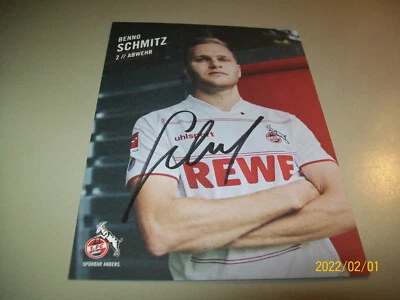 BENNO
SCHMITZ
2 // ABWEHR
uhlsport
REWE
SPÜRBAR ANDERS.
2022/02/01